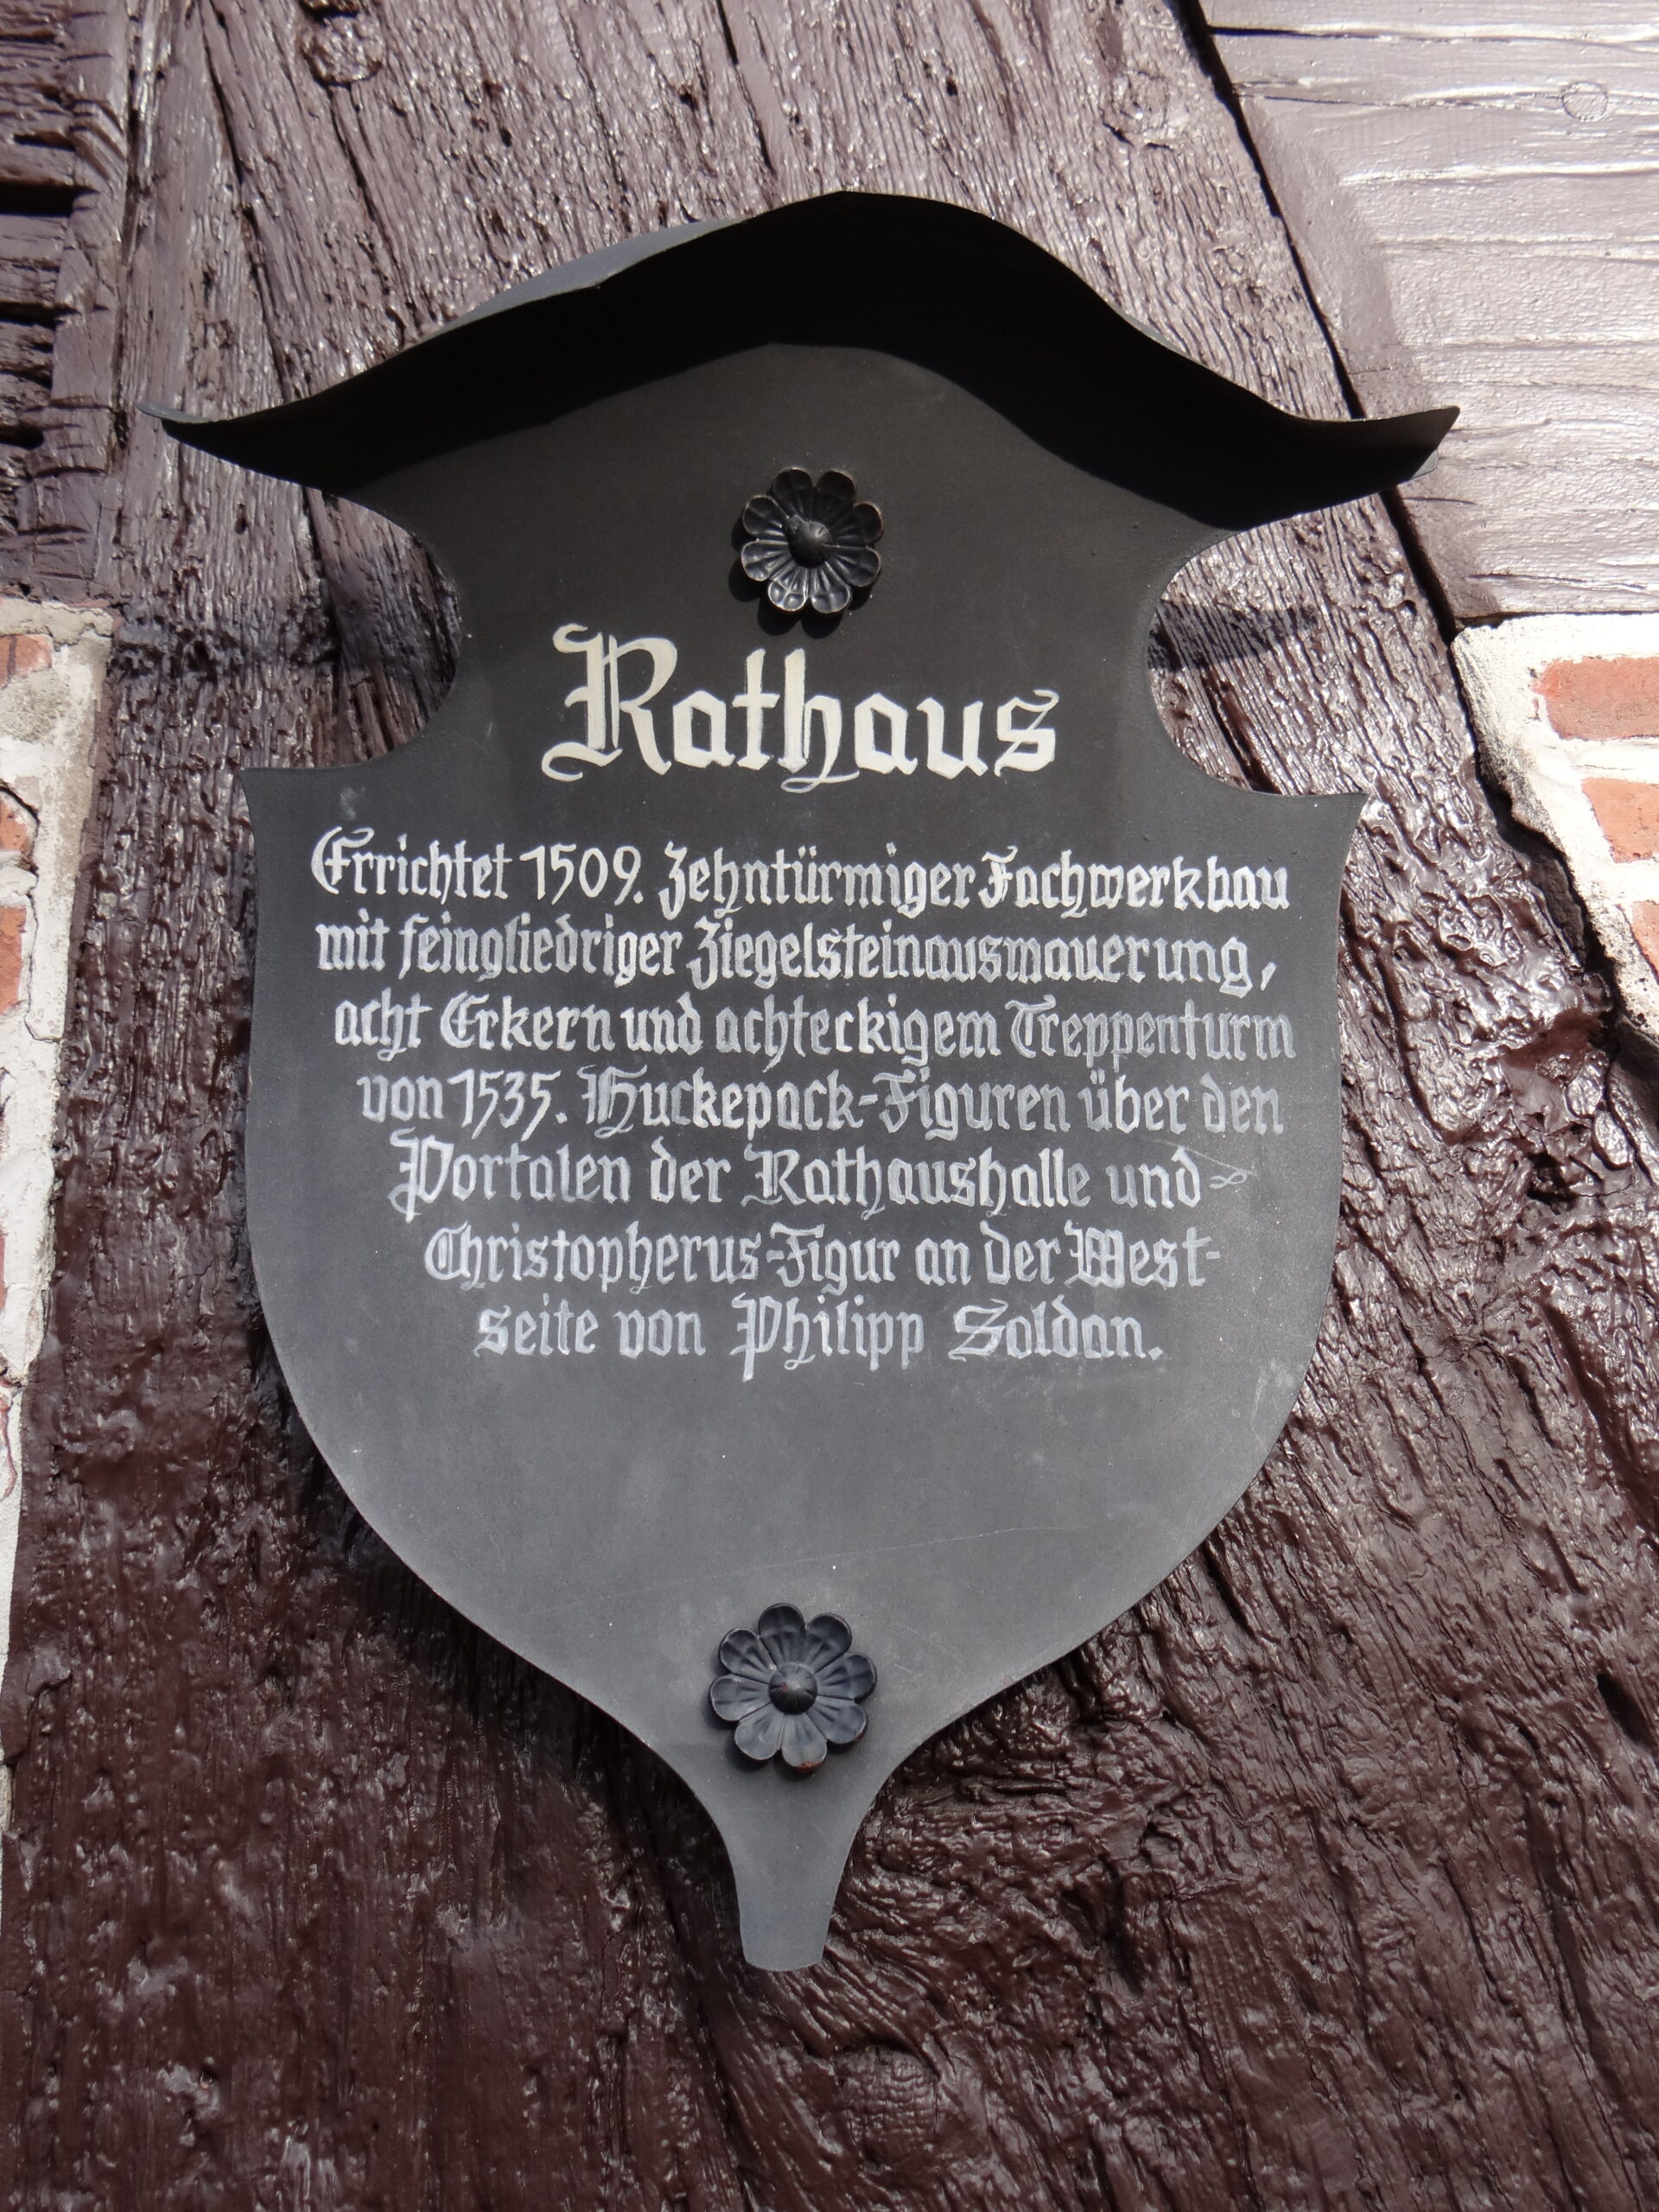 Rathaus
Errichtet 1509. Zehntürmiger Fachwerkbau
mit feingliedriger Ziegelsteinausmauerung,
acht Erkern und achteckigem Treppenturm
von 1535. Huckepack-Figuren über den
Portalen der Rathaushalle und
Christopherus-Figur an der West-
seite von Philipp Soldan.